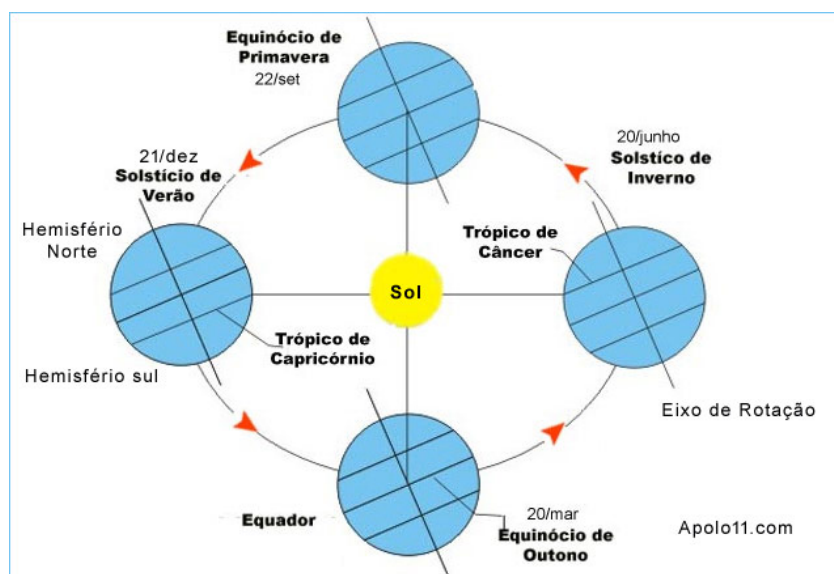 Equinócio de
Primavera
22/set
21/dez
Solstício de
Verão
20/junho
Solstíco de
Inverno
Hemisfério
Norte
Trópico de
Câncer
Sol
Trópico de
Capricórnio
Hemisfério sul
Eixo de Rotação
Equador
20/mar
Equinócio de
Outono
Apolo11.com